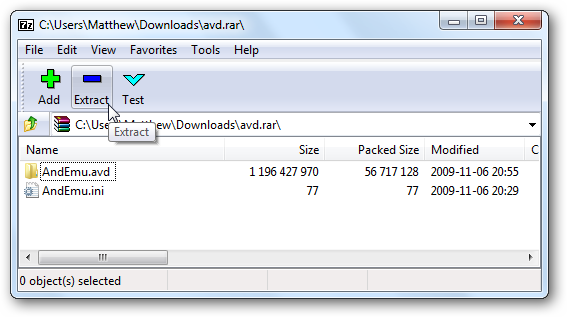 7z C:\Users\Matthew\Downloads\avd.rar\
File Edit View Favorites Tools Help
Add Extract Test
C:\Users\Matthew\Downloads\avd.rar\
Extract
Name Size Packed Size Modified C
AndEmu.avd 1 196 427 970 56 717 128 2009-11-06 20:55
AndEmu.ini 77 77 2009-11-06 20:29
0 object(s) selected